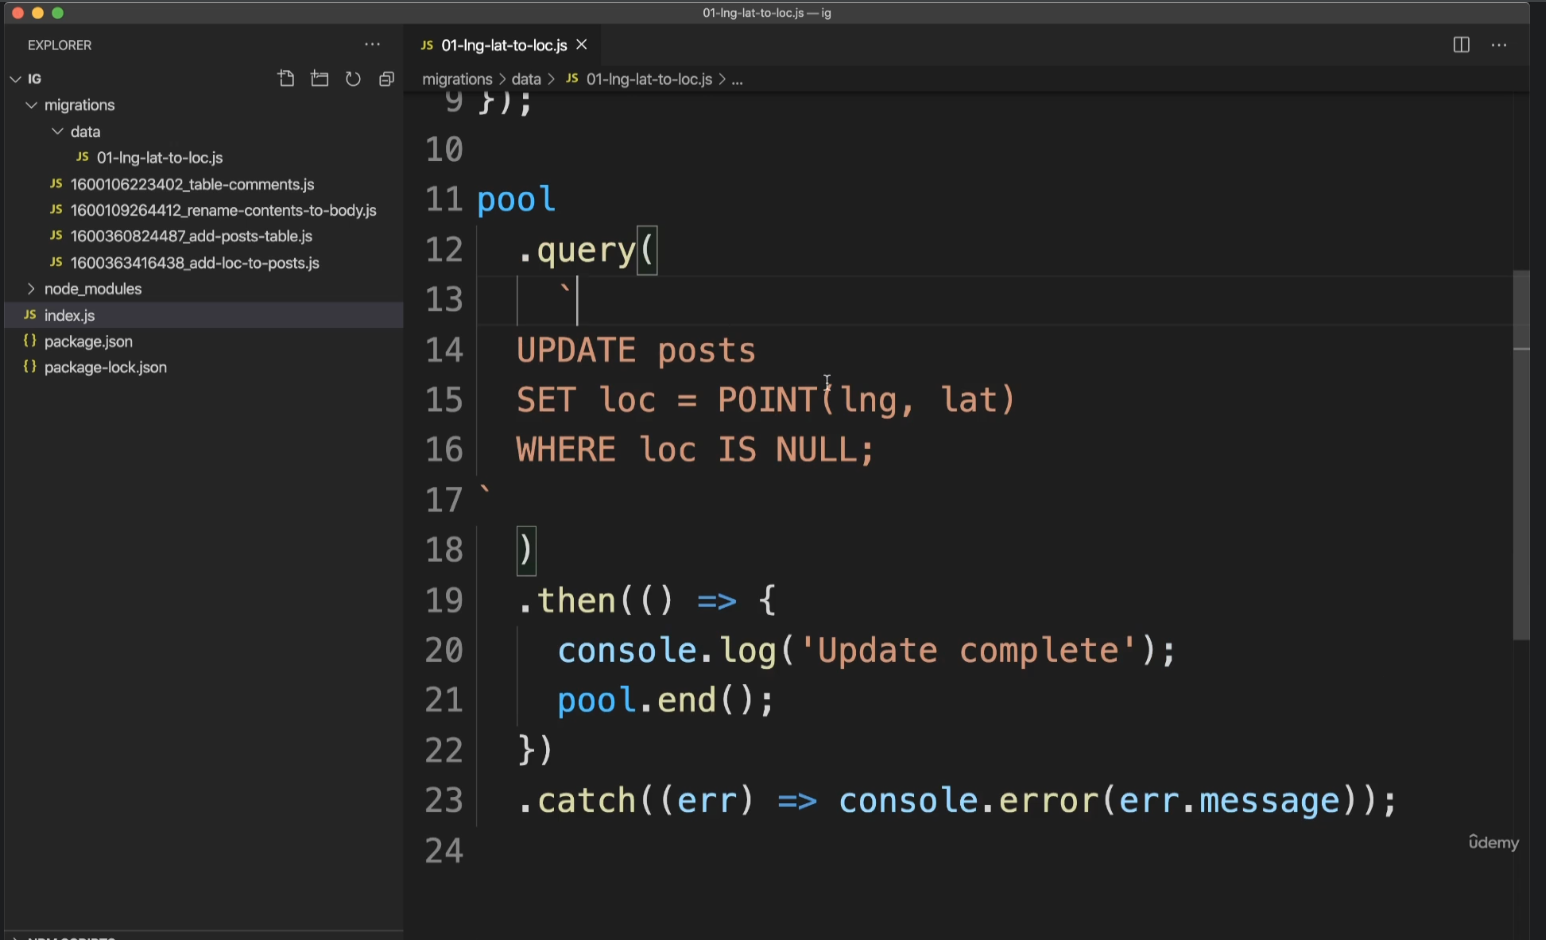 01-lng-lat-to-loc.js — ig
EXPLORER
IG
migrations
data
JS 01-lng-lat-to-loc.js
JS 1600106223402_table-comments.js
JS 1600109264412_rename-contents-to-body.js
JS 1600360824487_add-posts-table.js
JS 1600363416438_add-loc-to-posts.js
node_modules
JS index.js
{} package.json
{} package-lock.json
NPM SCRIPTS
JS 01-lng-lat-to-loc.js
migrations > data > JS 01-lng-lat-to-loc.js > ...
9 });
10
11 pool
12 .query(
13 `
14 UPDATE posts
15 SET loc = POINT(lng, lat)
16 WHERE loc IS NULL;
17 `
18 )
19 .then(() => {
20 console.log('Update complete');
21 pool.end();
22 })
23 .catch((err) => console.error(err.message));
24
ûdemy